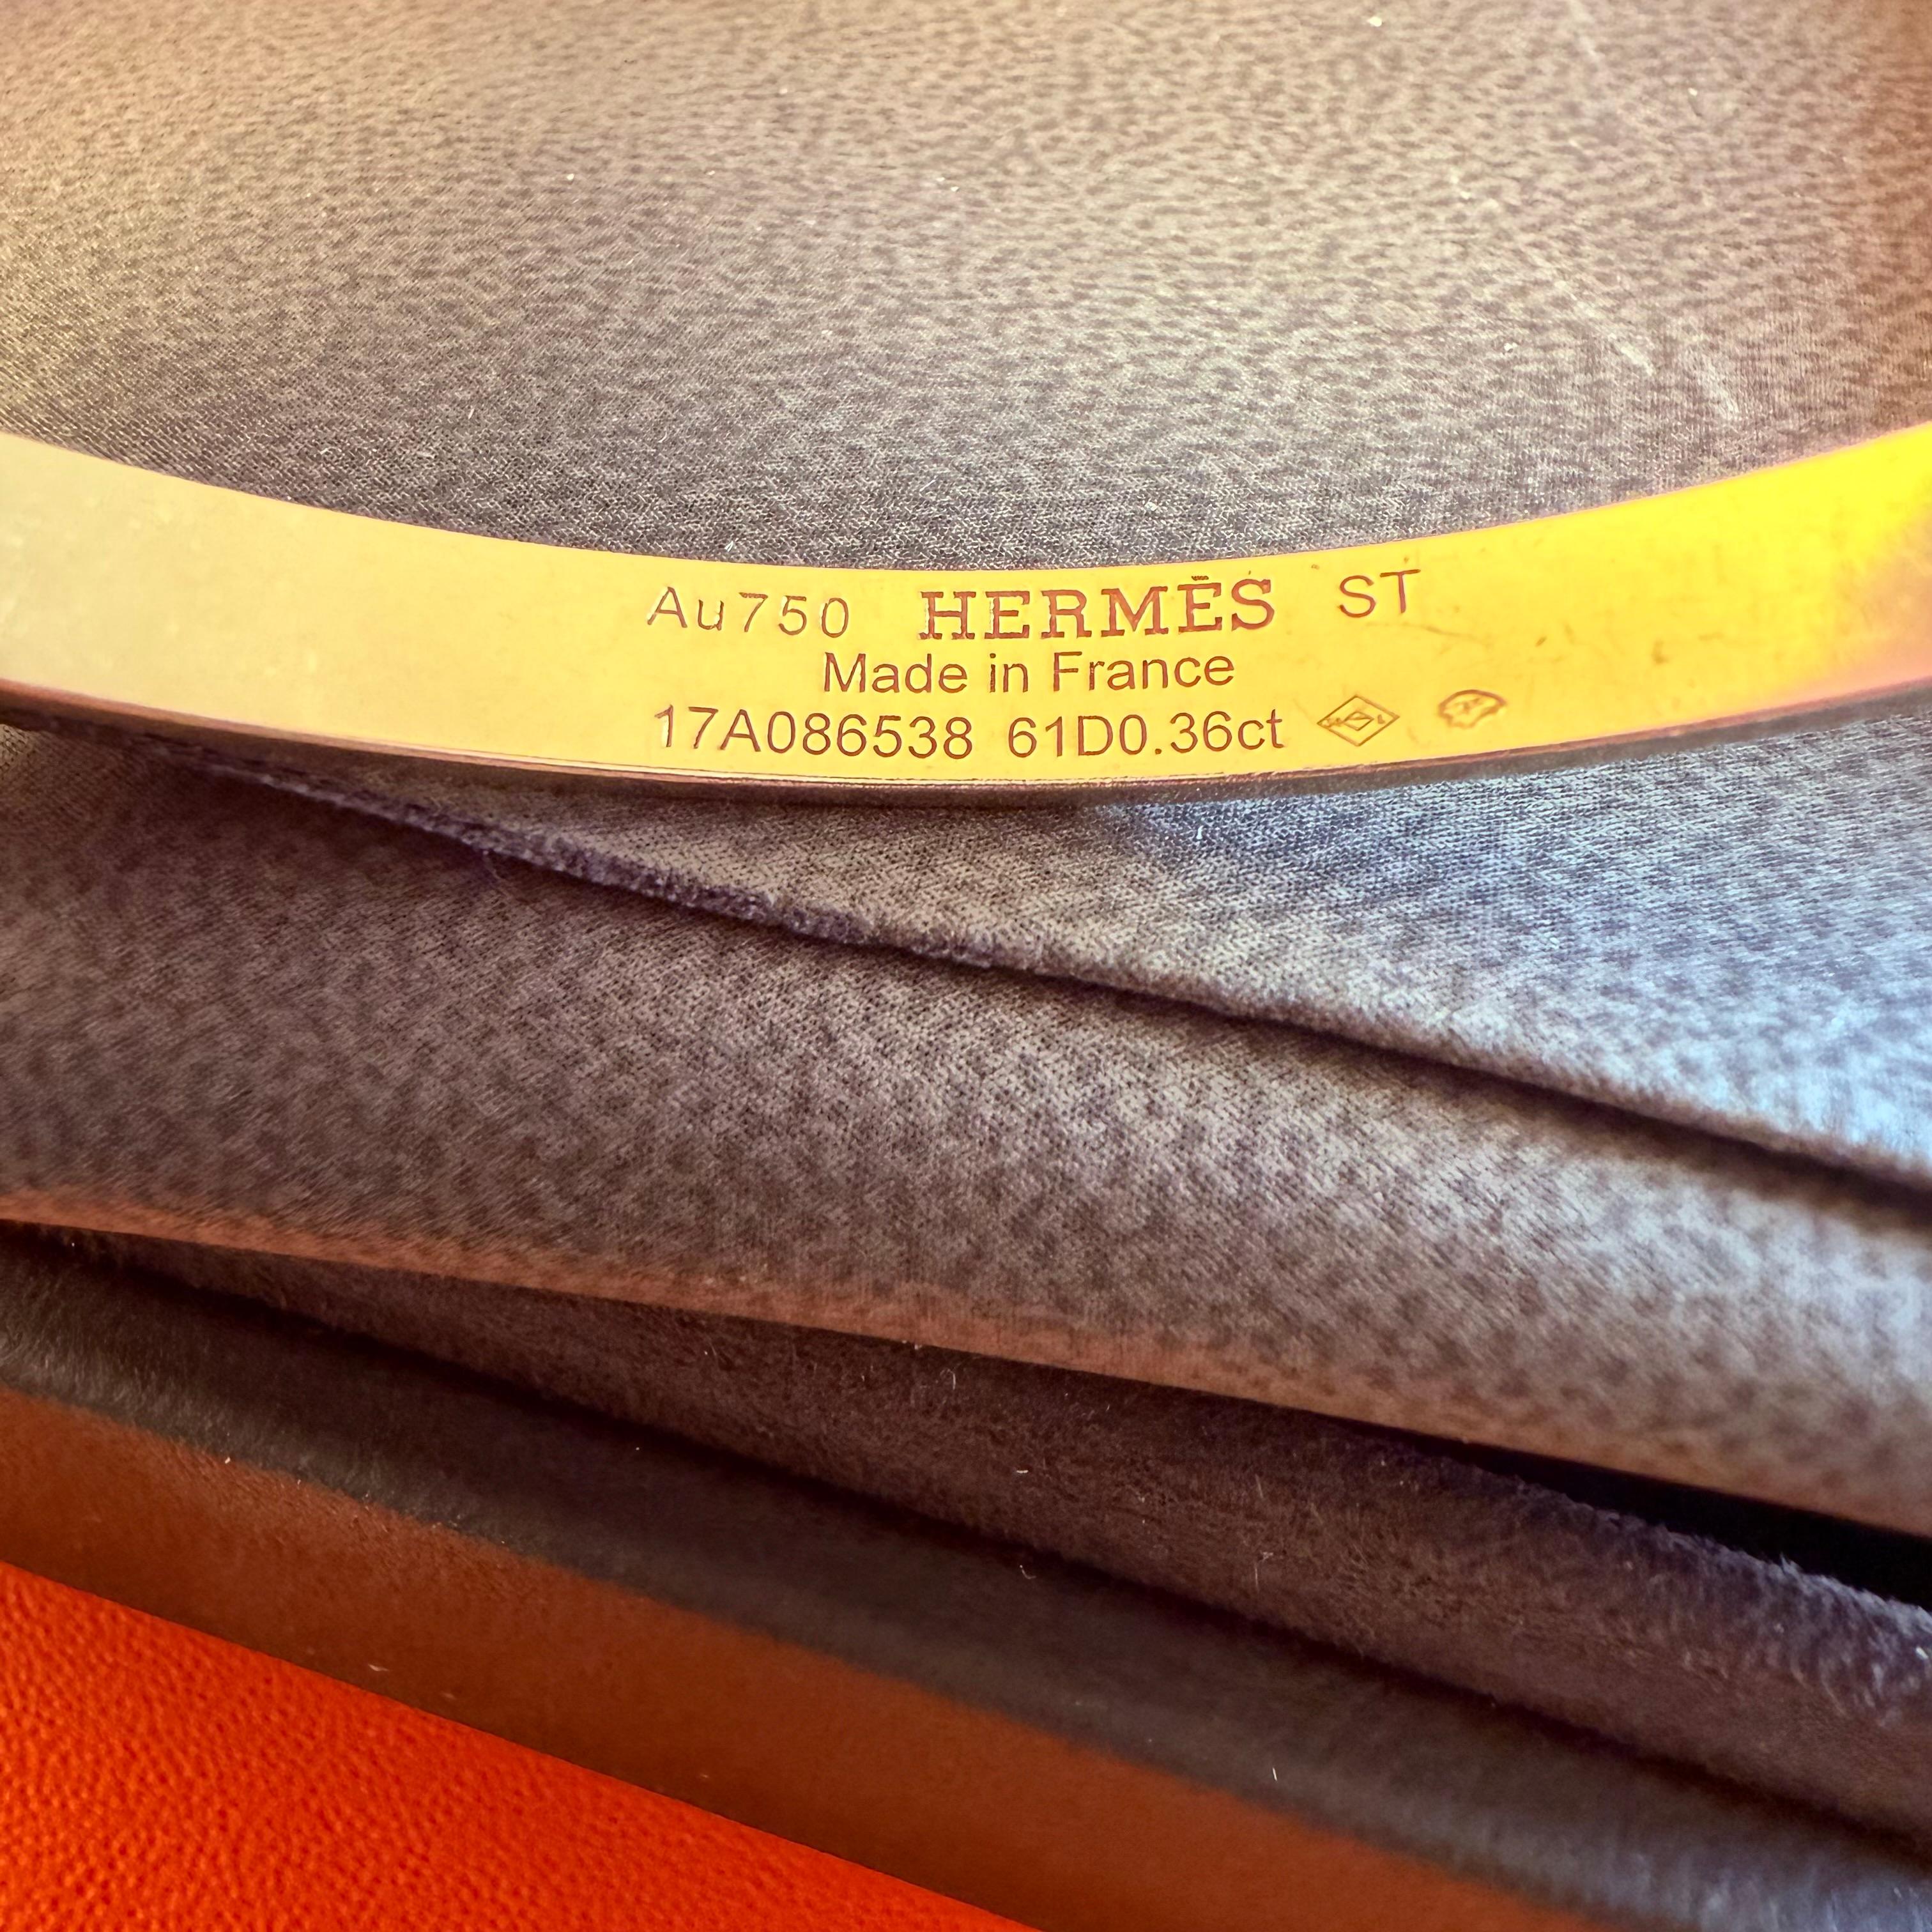 Au750 HERMÈS ST
Made in France
17A086538 61D0.36ct